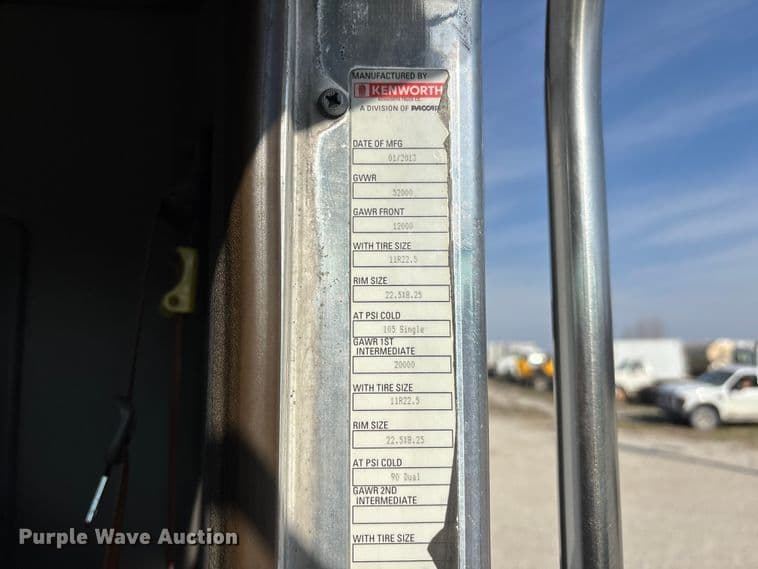 MANUFACTURED BY
KENWORTH
A DIVISION OF PACCAR
DATE OF MFG
01/2013
GVWR
52000
GAWR FRONT
12000
WITH TIRE SIZE
11R22.5
RIM SIZE
22.5X8.25
AT PSI COLD
105 Single
GAWR 1ST
INTERMEDIATE
20000
WITH TIRE SIZE
11R22.5
RIM SIZE
22.5X8.25
AT PSI COLD
90 Dual
GAWR 2ND
INTERMEDIATE
WITH TIRE SIZE
Purple Wave Auction